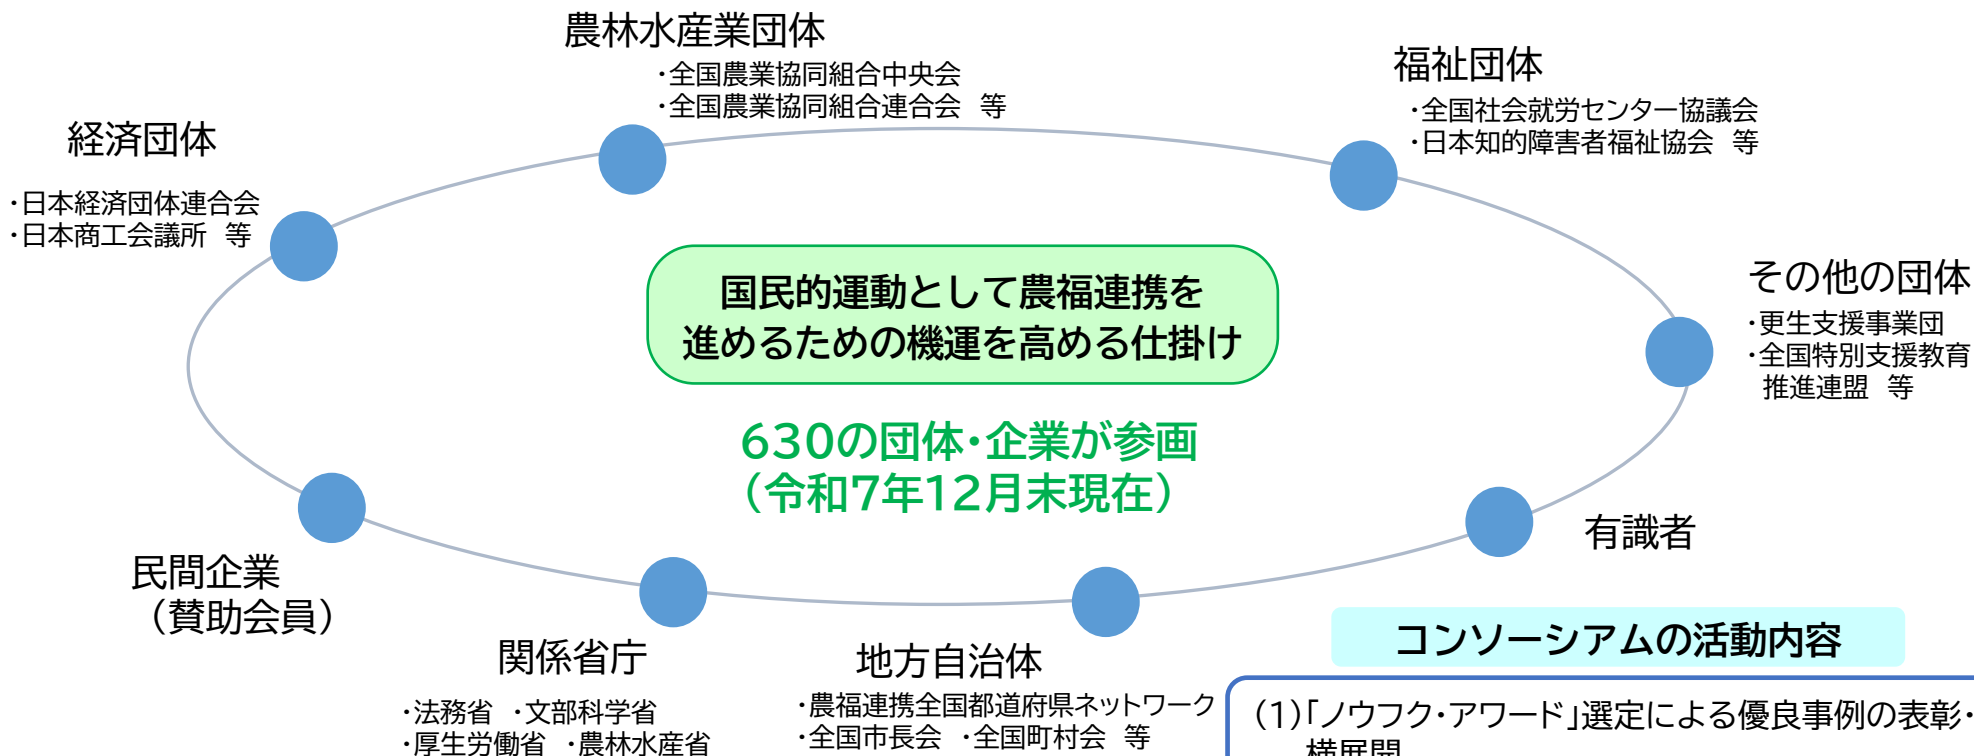 農林水産業団体
・全国農業協同組合中央会
・全国農業協同組合連合会　等
福祉団体
・全国社会就労センター協議会
・日本知的障害者福祉協会　等
経済団体
・日本経済団体連合会
・日本商工会議所　等
その他の団体
・更生支援事業団
・全国特別支援教育
推進連盟　等
国民的運動として農福連携を
進めるための機運を高める仕掛け
630の団体・企業が参画
（令和7年12月末現在）
有識者
民間企業
（賛助会員）
関係省庁
・法務省　・文部科学省
・厚生労働省　・農林水産省
地方自治体
・農福連携全国都道府県ネットワーク
・全国市長会　・全国町村会　等
コンソーシアムの活動内容
（1）「ノウフク・アワード」選定による優良事例の表彰・
横展開